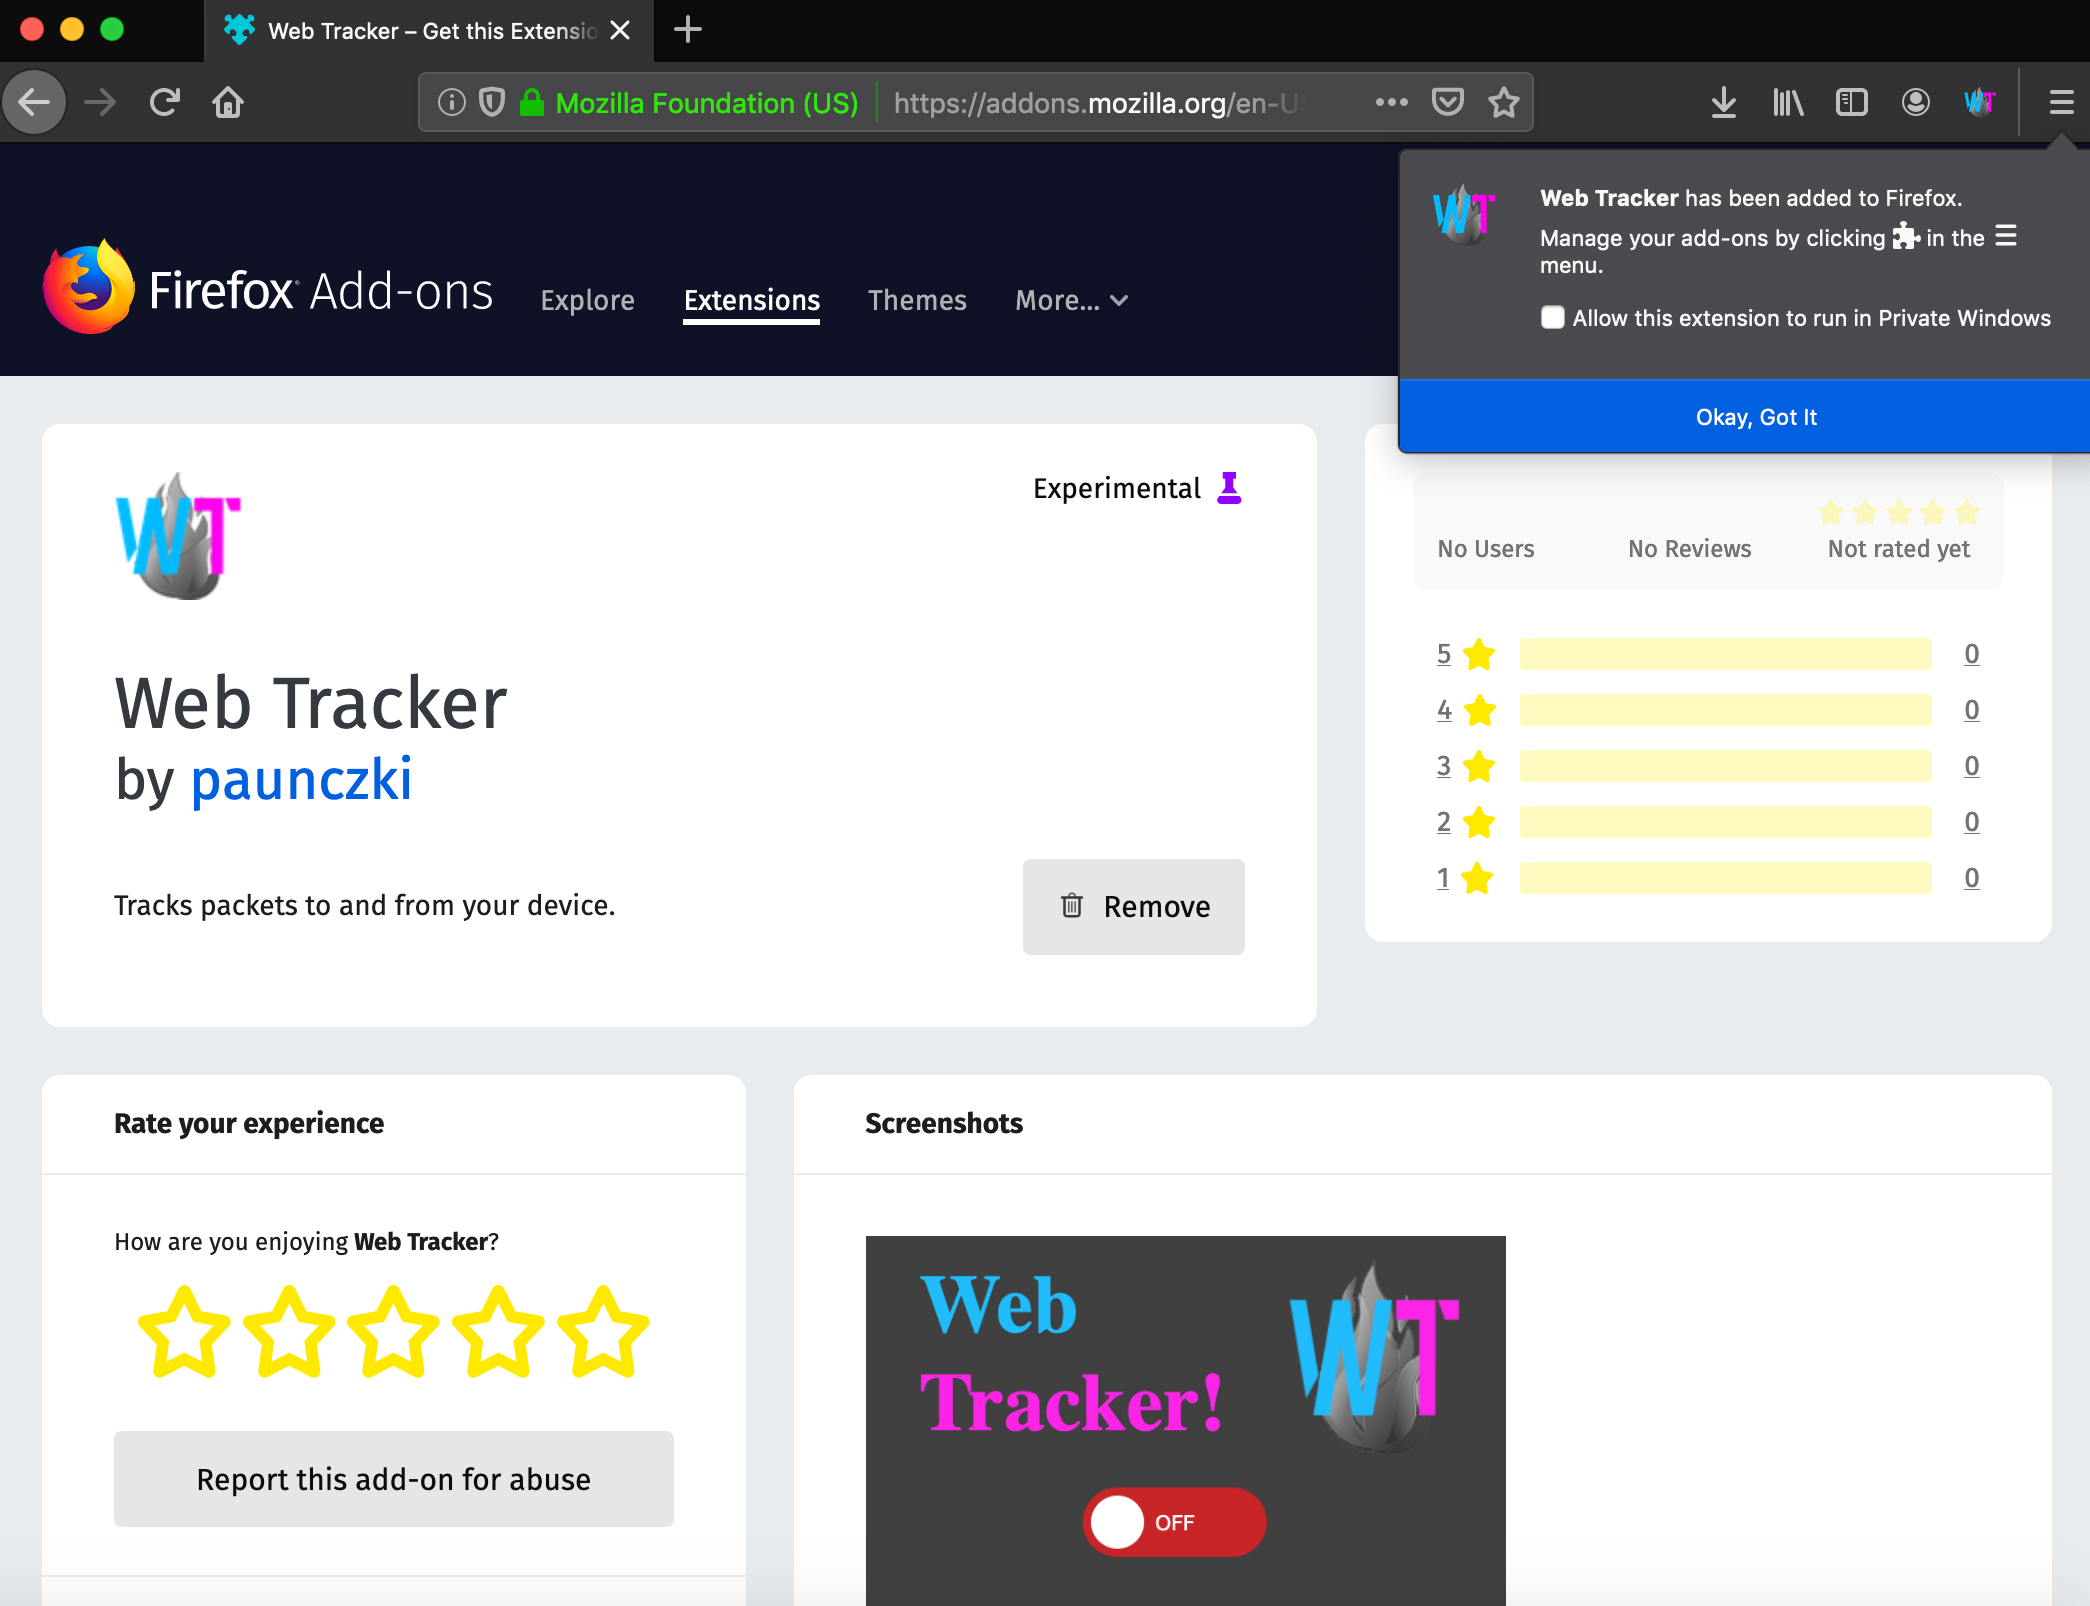 Web Tracker – Get this Extensio
Mozilla Foundation (US)
https://addons.mozilla.org/en-US
WT
Web Tracker has been added to Firefox.
Manage your add-ons by clicking in the
menu.
Allow this extension to run in Private Windows
Okay, Got It
Firefox Add-ons
Explore
Extensions
Themes
More...
WT
Experimental
Web Tracker
by paunczki
Tracks packets to and from your device.
Remove
No Users
No Reviews
Not rated yet
5 0
4 0
3 0
2 0
1 0
Rate your experience
How are you enjoying Web Tracker?
Report this add-on for abuse
Screenshots
Web
Tracker!
WT
OFF